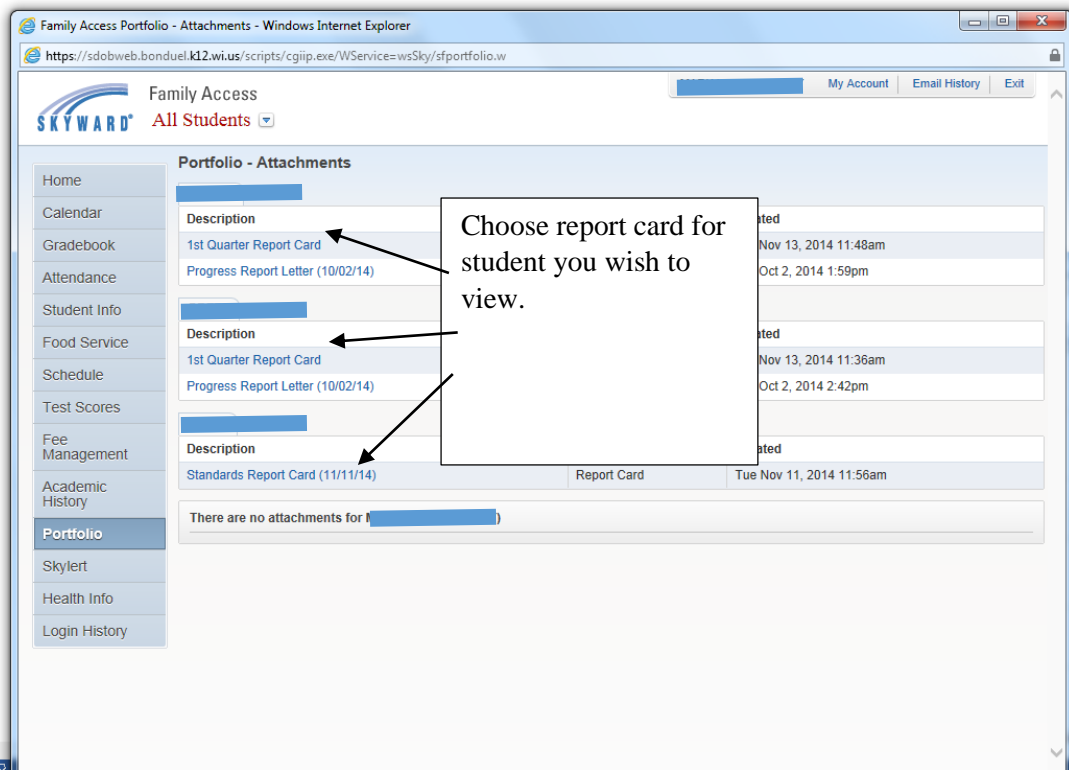 Family Access Portfolio - Attachments - Windows Internet Explorer
https://sdobweb.bonduel.k12.wi.us/scripts/cgiip.exe/WService=wsSky/sfportfolio.w
My Account Email History Exit
SKYWARD®
Family Access
All Students
Home
Calendar
Gradebook
Attendance
Student Info
Food Service
Schedule
Test Scores
Fee
Management
Academic
History
Portfolio
Skylert
Health Info
Login History
Portfolio - Attachments
Description
1st Quarter Report Card Nov 13, 2014 11:48am
Progress Report Letter (10/02/14) Oct 2, 2014 1:59pm
Description
1st Quarter Report Card Nov 13, 2014 11:36am
Progress Report Letter (10/02/14) Oct 2, 2014 2:42pm
Description
Standards Report Card (11/11/14) Report Card Tue Nov 11, 2014 11:56am
There are no attachments for
Choose report card for
student you wish to
view.